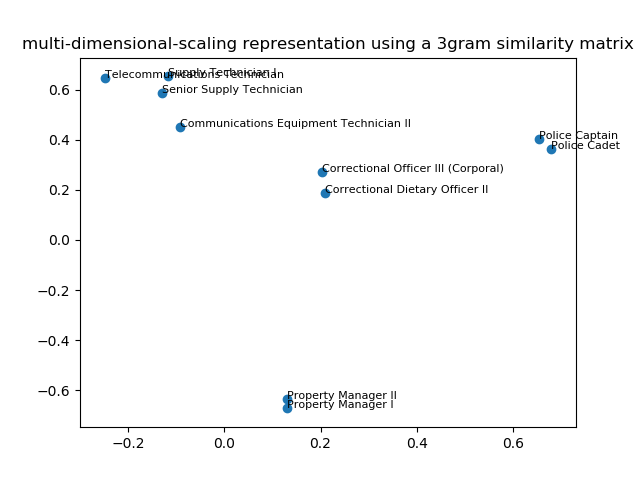 multi-dimensional-scaling representation using a 3gram similarity matrix
Supply Technician I
Telecommunications Technician
Senior Supply Technician
Communications Equipment Technician II
Police Captain
Police Cadet
Correctional Officer III (Corporal)
Correctional Dietary Officer II
Property Manager II
Property Manager I
0.6
0.4
0.2
0.0
−0.2
−0.4
−0.6
−0.2
0.0
0.2
0.4
0.6